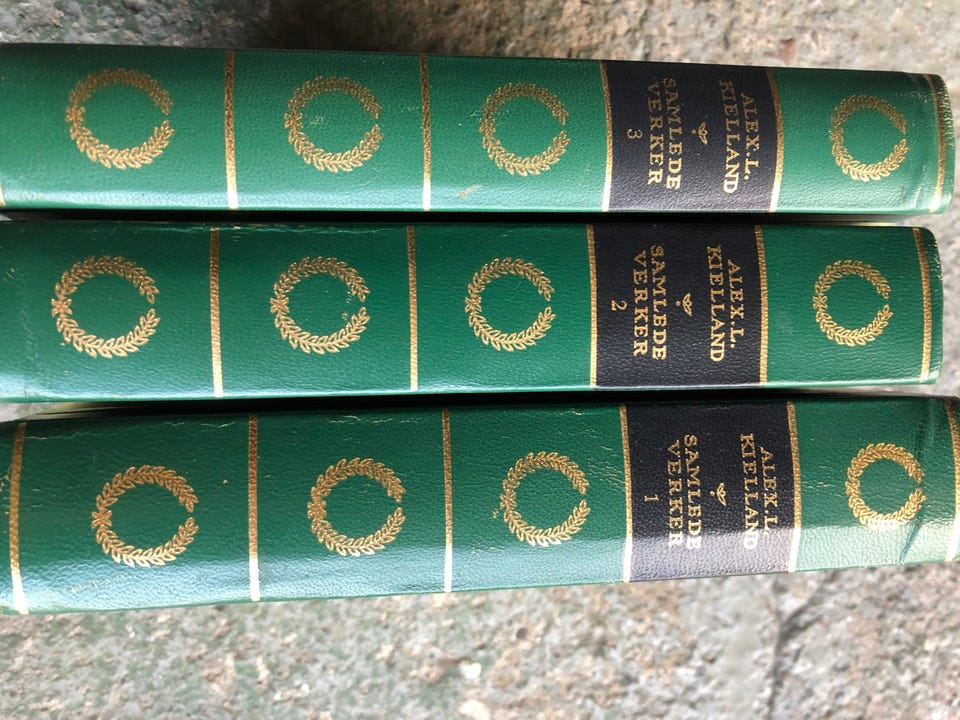 ALEX.L.
KIELLAND
SAMLEDE
VERKER
3
ALEX.L.
KIELLAND
SAMLEDE
VERKER
2
ALEX.L.
KIELLAND
SAMLEDE
VERKER
1